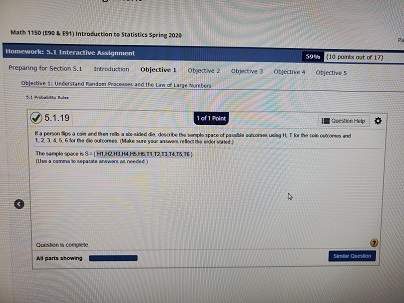 Math 1150 (E90 & E91) Introduction to Statistics Spring 2020
Homework: 5.1 Interactive Assignment
59% (10 points out of 17)
Preparing for Section 5.1 Introduction Objective 1 Objective 2 Objective 3 Objective 4 Objective 5
Objective 1: Understand Random Processes and the Law of Large Numbers
5.1 Probability Rules
5.1.19
1 of 1 Point
Question Help
If a person flips a coin and then rolls a six-sided die, describe the sample space of possible outcomes using H, T for the coin outcomes and
1, 2, 3, 4, 5, 6 for the die outcomes. (Make sure your answers reflect the order stated.)
The sample space is S = { H1,H2,H3,H4,H5,H6,T1,T2,T3,T4,T5,T6 }
(Use a comma to separate answers as needed.)
Question is complete.
All parts showing
Similar Question
?